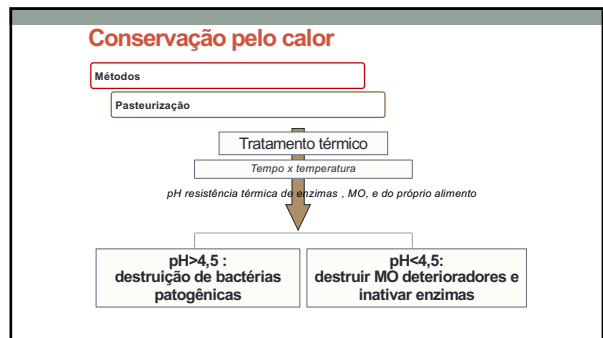 Conservação pelo calor
Métodos
Pasteurização
Tratamento térmico
Tempo x temperatura
pH resistência térmica de enzimas , MO, e do próprio alimento
pH>4,5 :
destruição de bactérias
patogênicas
pH<4,5:
destruir MO deterioradores e
inativar enzimas